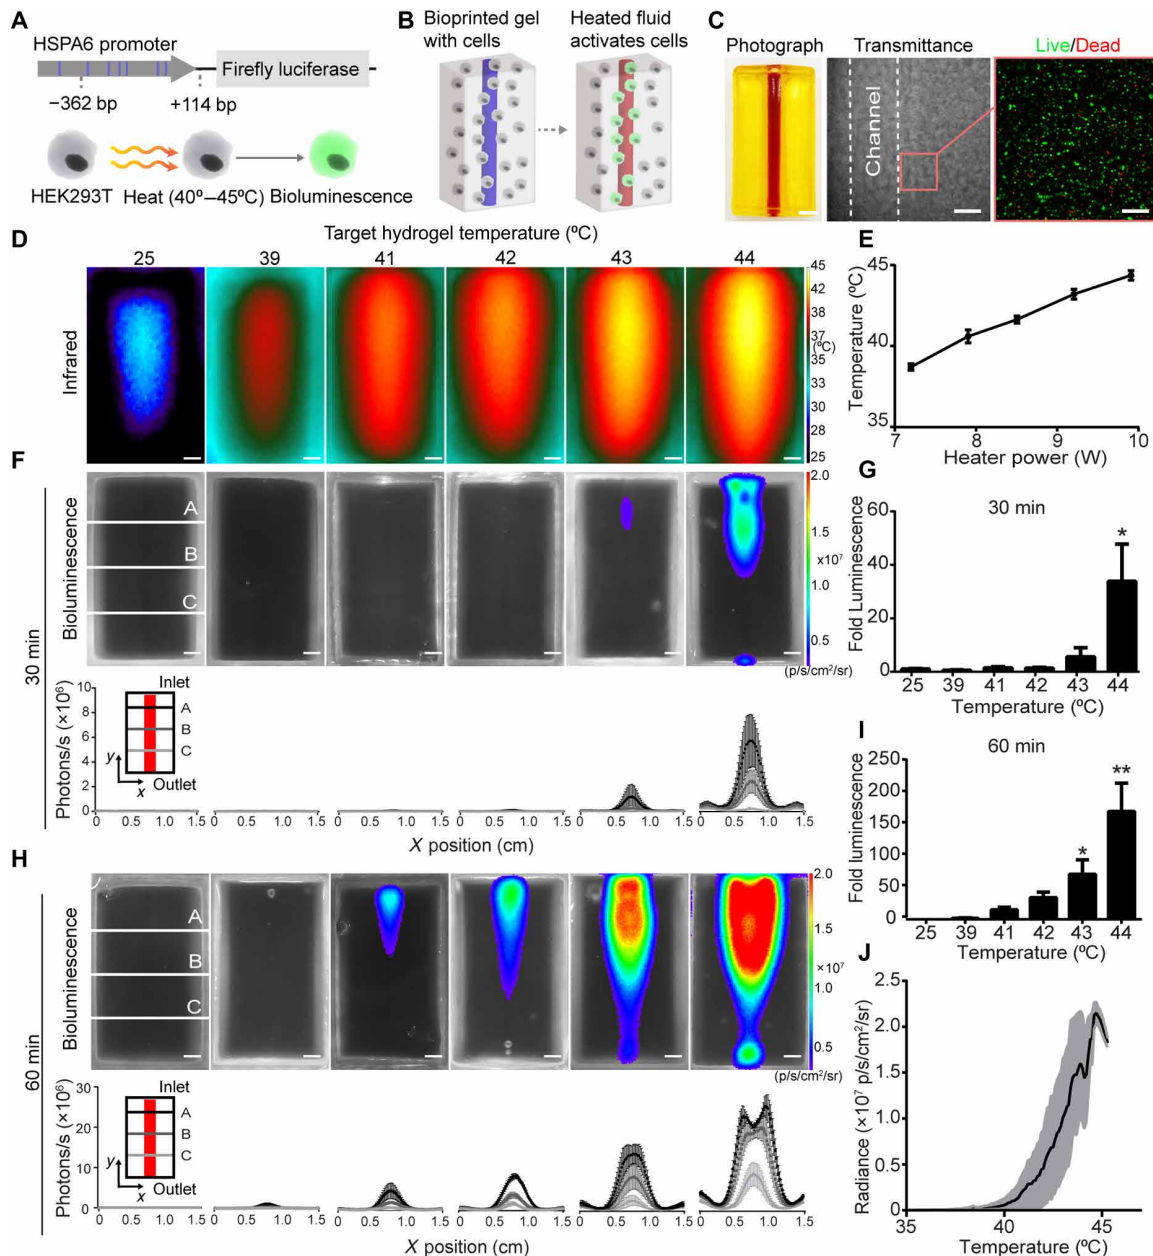 A
HSPA6 promoter
Firefly luciferase
−362 bp
+114 bp
HEK293T
Heat (40º–45ºC)
Bioluminescence
B
Bioprinted gel
with cells
Heated fluid
activates cells
C
Photograph
Transmittance
Live/Dead
Channel
D
Target hydrogel temperature (ºC)
25 39 41 42 43 44
Infrared
45
42
40
38
37
(ºC)
35
33
30
28
25
E
Temperature (ºC)
45
40
35
7 8 9 10
Heater power (W)
F
30 min
Bioluminescence
A
B
C
2.0
1.5
x10⁷
1.0
0.5
(p/s/cm²/sr)
Photons/s (×10⁶)
10
8
6
4
2
0
Inlet
A
B
C
y
x
Outlet
0 0.5 1.0 1.5
0 0.5 1.0 1.5
0 0.5 1.0 1.5
0 0.5 1.0 1.5
0 0.5 1.0 1.5
0 0.5 1.0 1.5
X position (cm)
G
30 min
Fold Luminescence
60
40
20
0
*
25 39 41 42 43 44
Temperature (ºC)
H
60 min
Bioluminescence
A
B
C
2.0
1.5
×10⁷
1.0
0.5
(p/s/cm²/sr)
Photons/s (×10⁶)
30
20
10
0
Inlet
A
B
C
y
x
Outlet
0 0.5 1.0 1.5
0 0.5 1.0 1.5
0 0.5 1.0 1.5
0 0.5 1.0 1.5
0 0.5 1.0 1.5
0 0.5 1.0 1.5
X position (cm)
I
60 min
Fold luminescence
250
200
150
100
50
0
*
**
25 39 41 42 43 44
Temperature (ºC)
J
Radiance (×10⁷ p/s/cm²/sr)
2.5
2.0
1.5
1.0
0.5
0
35 40 45
Temperature (ºC)